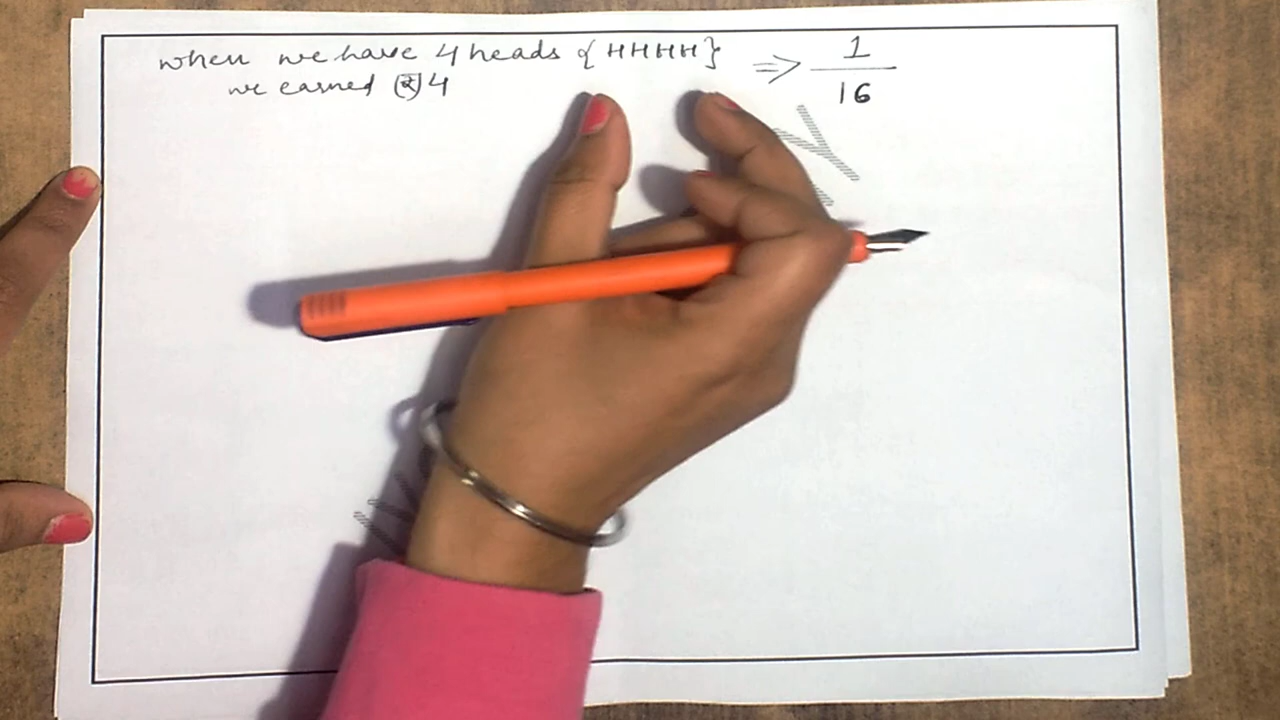 when we have 4 heads {HHHH} ⇒ 1/16
we earned (₹) 4